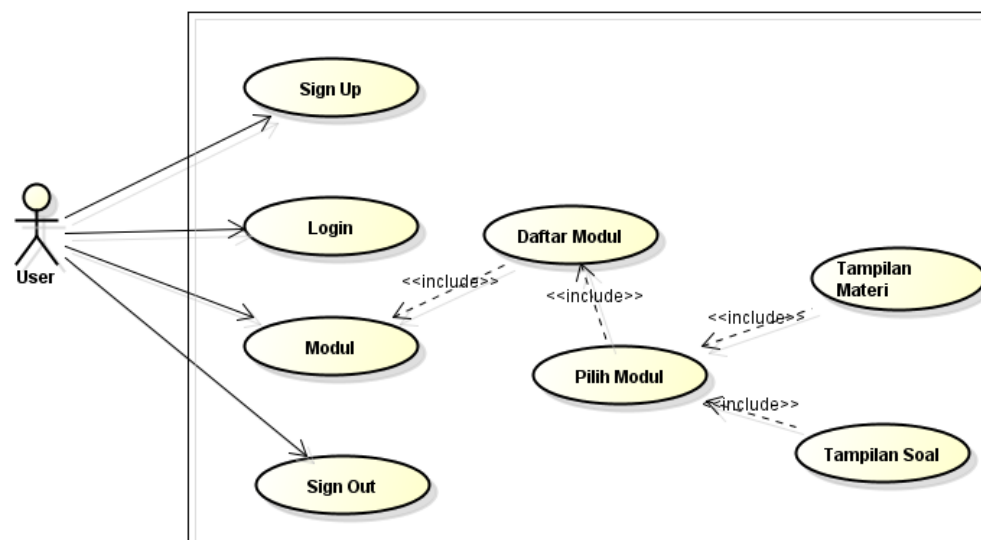 Sign Up
Login
User
Modul
Sign Out
Daftar Modul
<<include>>
<<include>>
Pilih Modul
Tampilan
Materi
<<include>>
<<include>>
Tampilan Soal